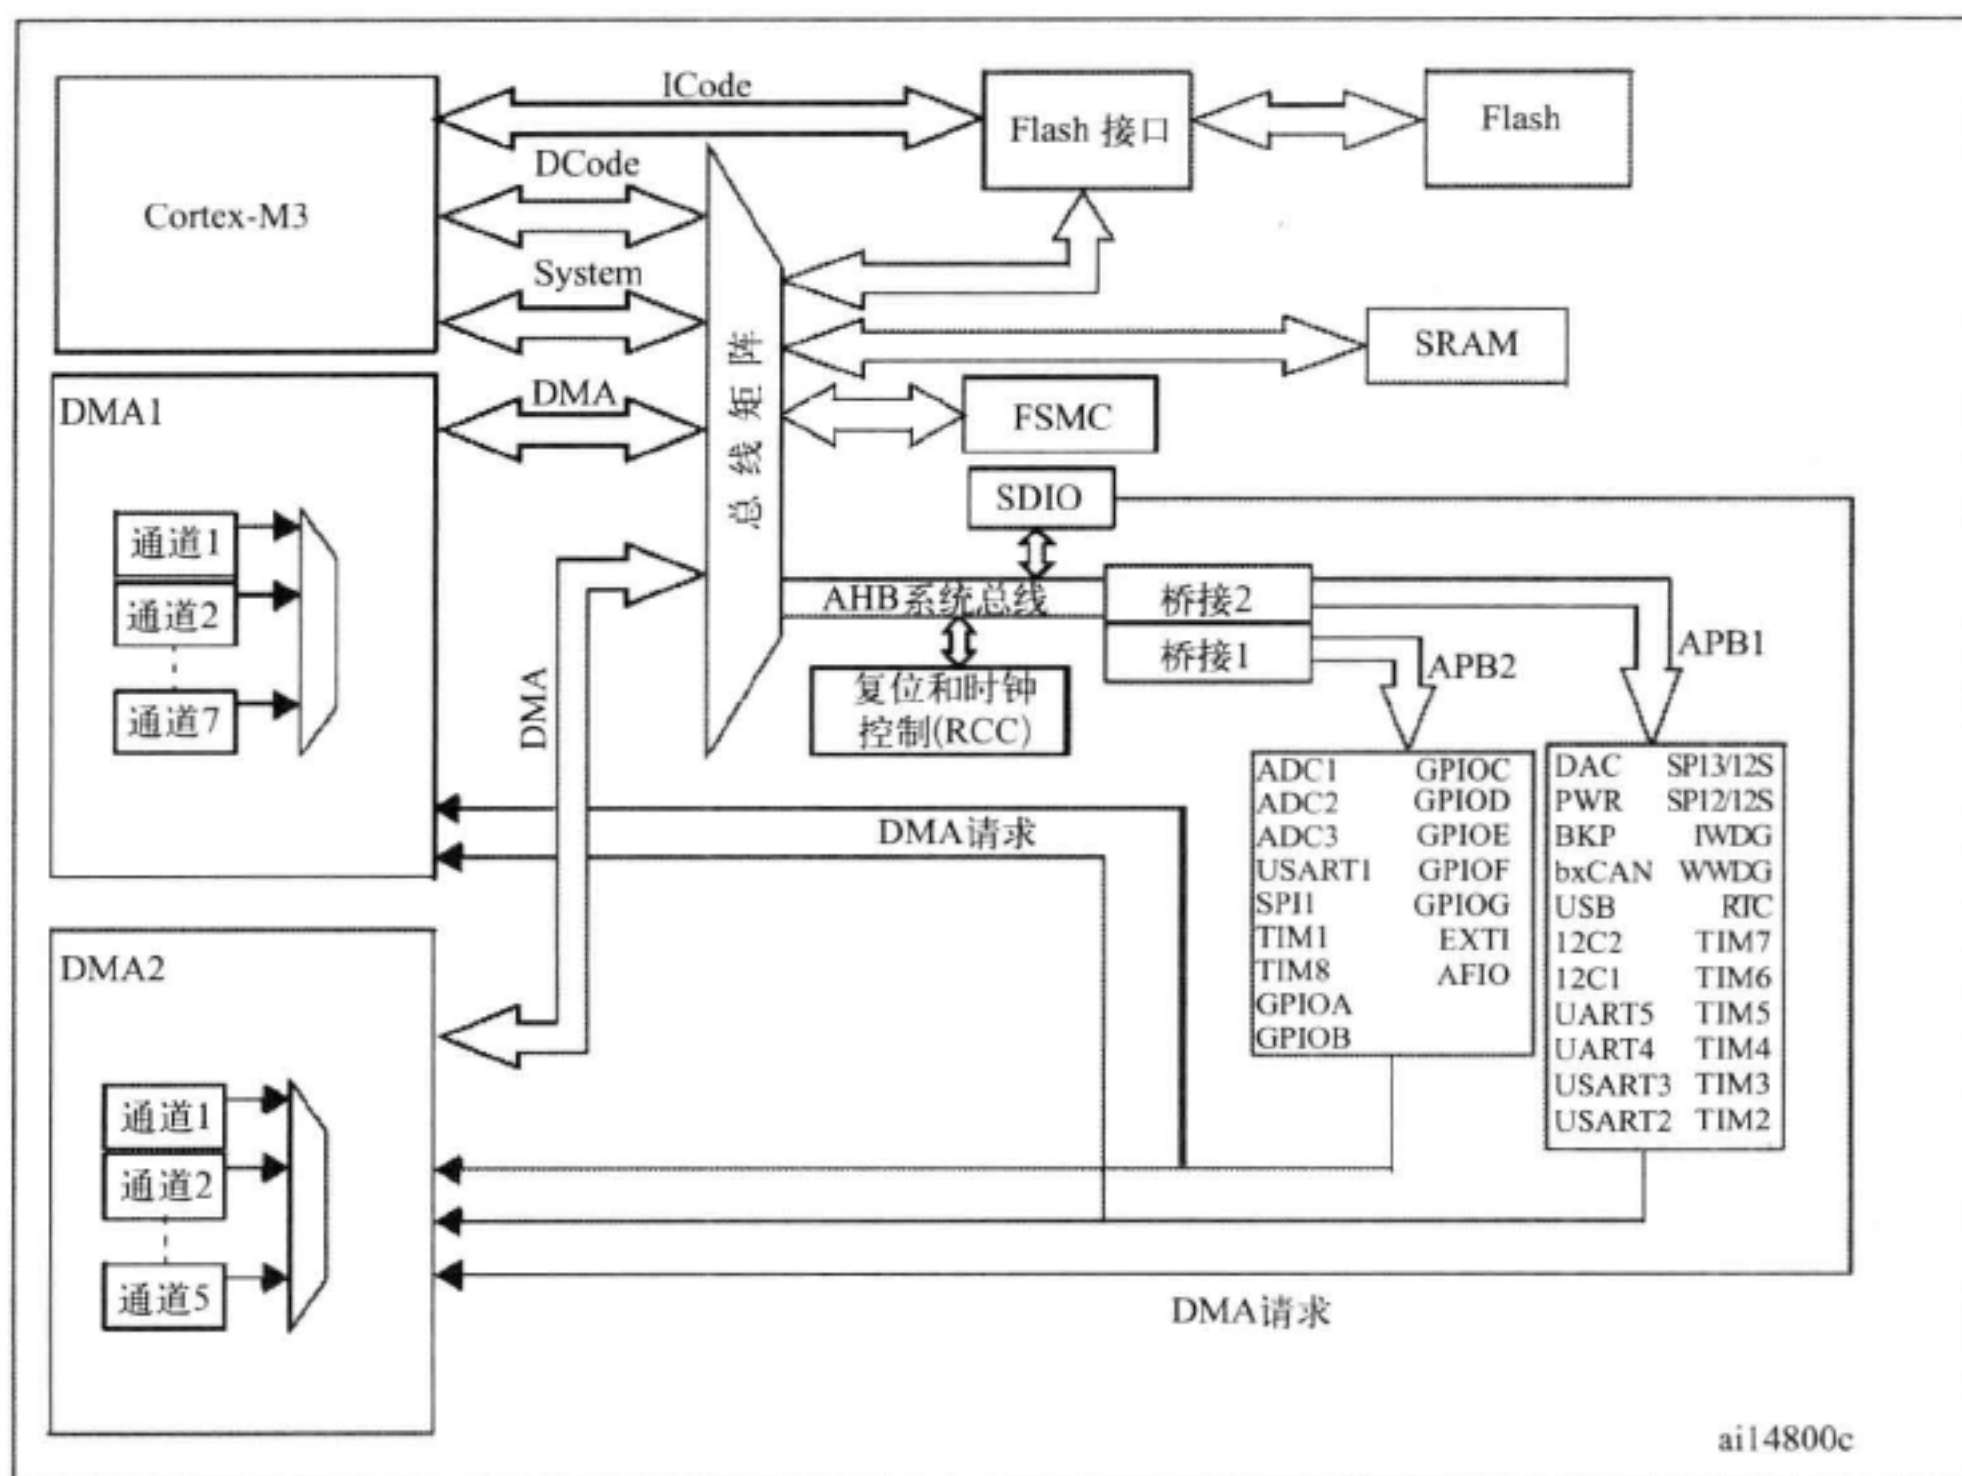 ICode
Flash 接口
Flash
DCode
Cortex-M3
System
总线矩阵
SRAM
DMA
FSMC
DMA1
SDIO
通道1
通道2
通道7
AHB系统总线
桥接2
桥接1
APB1
APB2
复位和时钟
控制(RCC)
DMA
ADC1 GPIOC
ADC2 GPIOD
ADC3 GPIOE
USART1 GPIOF
SPI1 GPIOG
TIM1 EXTI
TIM8 AFIO
GPIOA
GPIOB
DAC SP13/12S
PWR SP12/12S
BKP IWDG
bxCAN WWDG
USB RTC
12C2 TIM7
12C1 TIM6
UART5 TIM5
UART4 TIM4
USART3 TIM3
USART2 TIM2
DMA请求
DMA2
通道1
通道2
通道5
DMA请求
ai14800c